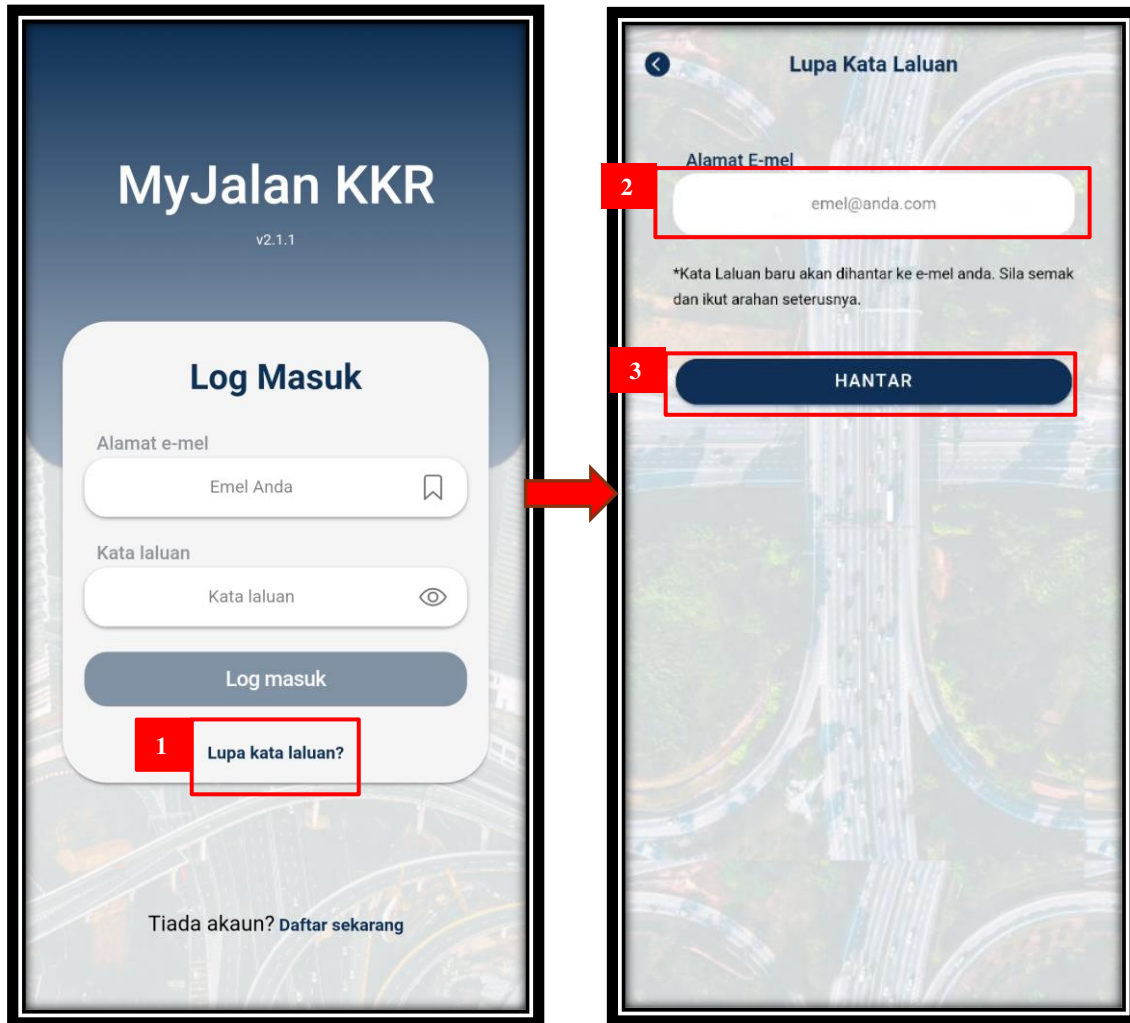 MyJalan KKR
v2.1.1
Log Masuk
Alamat e-mel
Emel Anda
Kata laluan
Kata laluan
Log masuk
1
Lupa kata laluan?
Tiada akaun? Daftar sekarang
Lupa Kata Laluan
Alamat E-mel
2
emel@anda.com
*Kata Laluan baru akan dihantar ke e-mel anda. Sila semak
dan ikut arahan seterusnya.
3
HANTAR